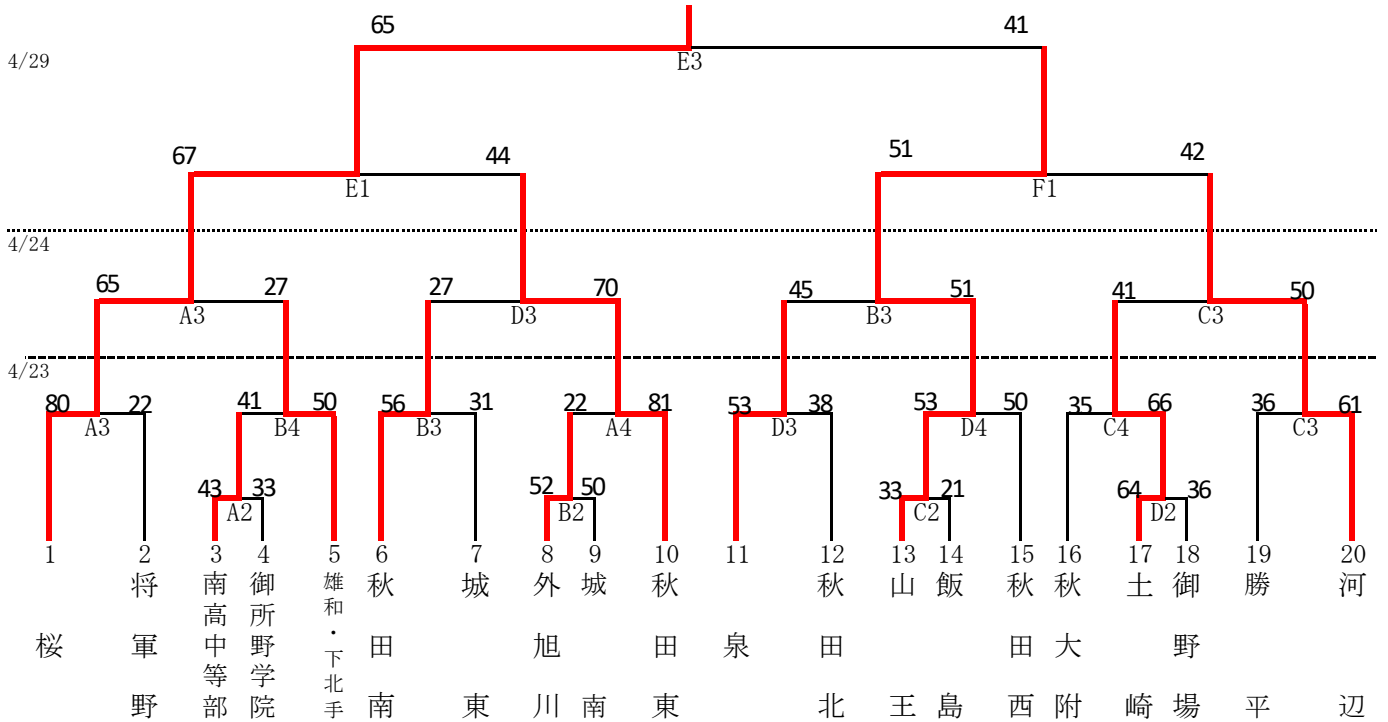 65 41
4/29
E3
67 44 51 42
E1 F1
4/24
65 27 27 70 45 51 41 50
A3 D3 B3 C3
4/23
80 22 41 50 56 31 22 81 53 38 53 50 35 66 36 61
A3 B4 B3 A4 D3 D4 C4 C3
43 33 52 50 33 21 64 36
A2 B2 C2 D2
1 2 3 4 5 6 7 8 9 10 11 12 13 14 15 16 17 18 19 20
桜
将軍野
南高中等部
御所野学院
雄和・下北手
秋田南
城東
外旭川
城南
秋田東
泉
秋田北
山王
飯島
秋田西
秋大附
土崎
御野場
勝平
河辺